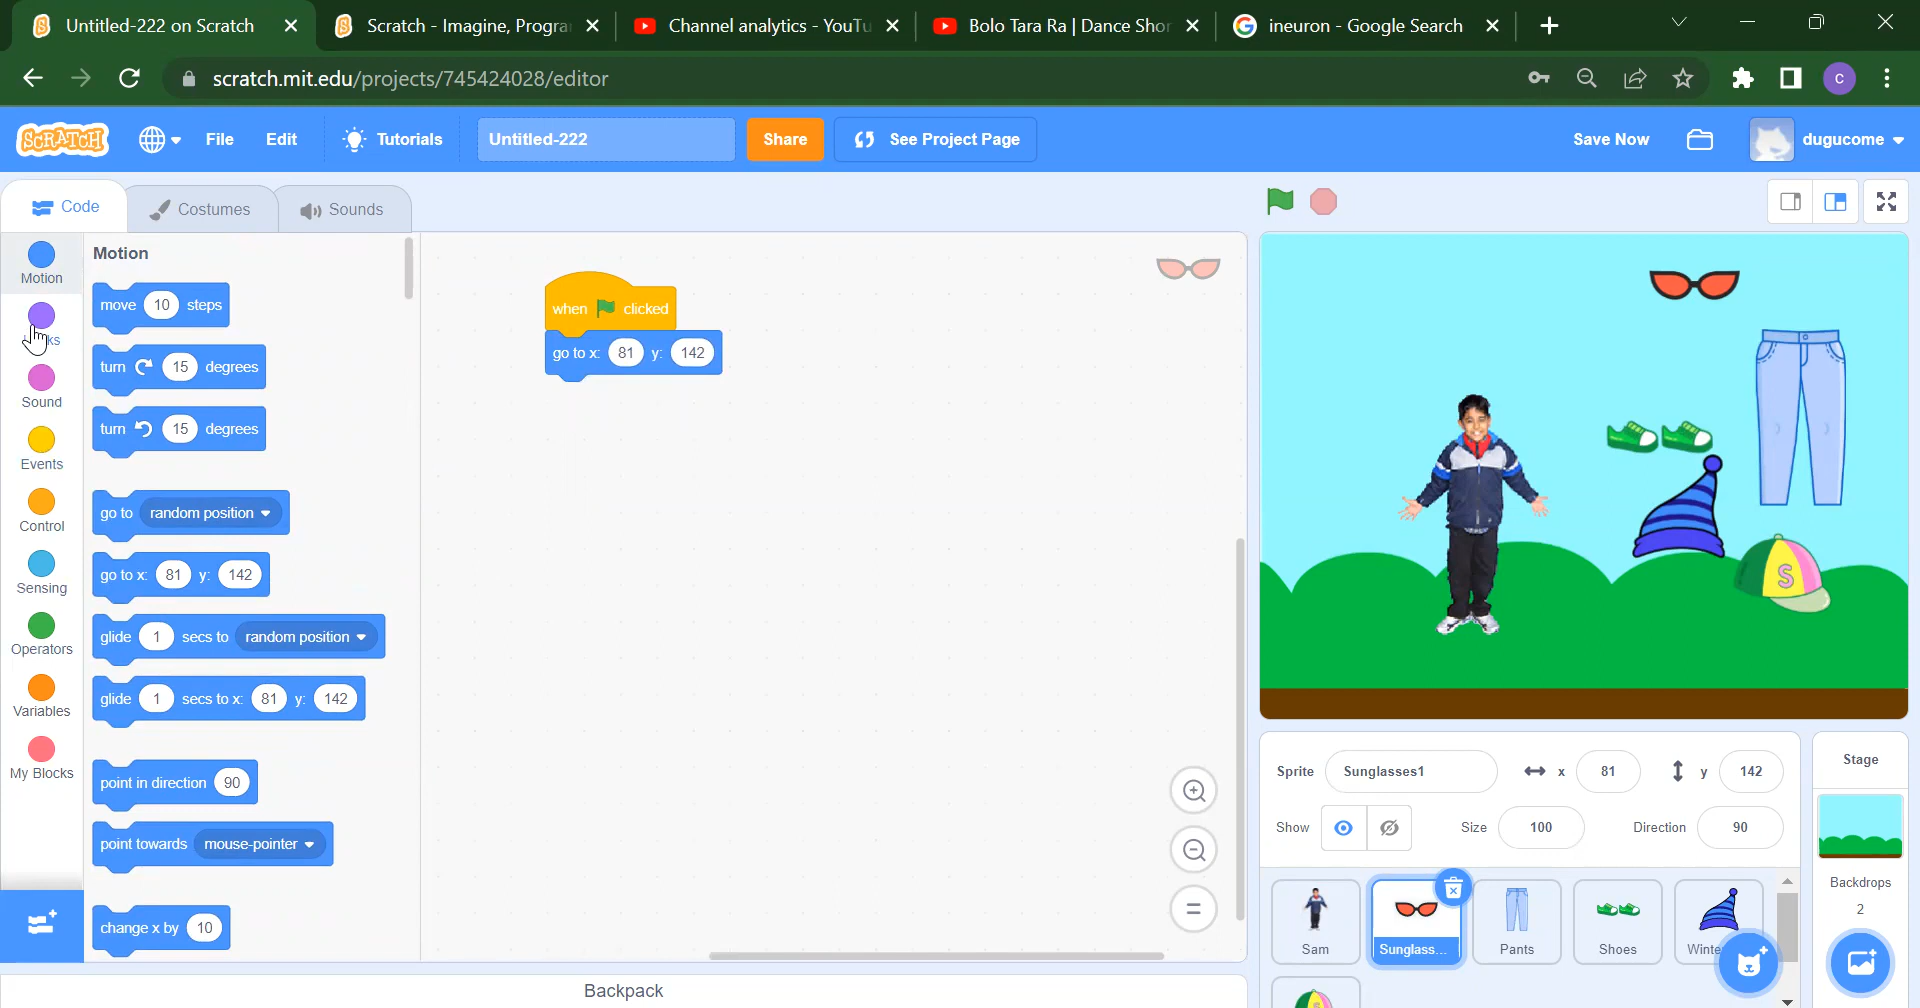 Untitled-222 on Scratch
Scratch - Imagine, Progra
Channel analytics - YouTu
Bolo Tara Ra | Dance Shor
ineuron - Google Search
scratch.mit.edu/projects/745424028/editor
C
SCRATCH
File
Edit
Tutorials
Untitled-222
Share
See Project Page
Save Now
dugucome
Code
Costumes
Sounds
Motion
Sound
Events
Control
Sensing
Operators
Variables
My Blocks
Motion
move 10 steps
turn 15 degrees
turn 15 degrees
go to random position
go to x: 81 y: 142
glide 1 secs to random position
glide 1 secs to x: 81 y: 142
point in direction 90
point towards mouse-pointer
change x by 10
when clicked
go to x: 81 y: 142
Backpack
S
Sprite Sunglasses1 x 81 y 142
Show Size 100 Direction 90
Sam
Sunglass...
Pants
Shoes
Winte
Stage
Backdrops
2